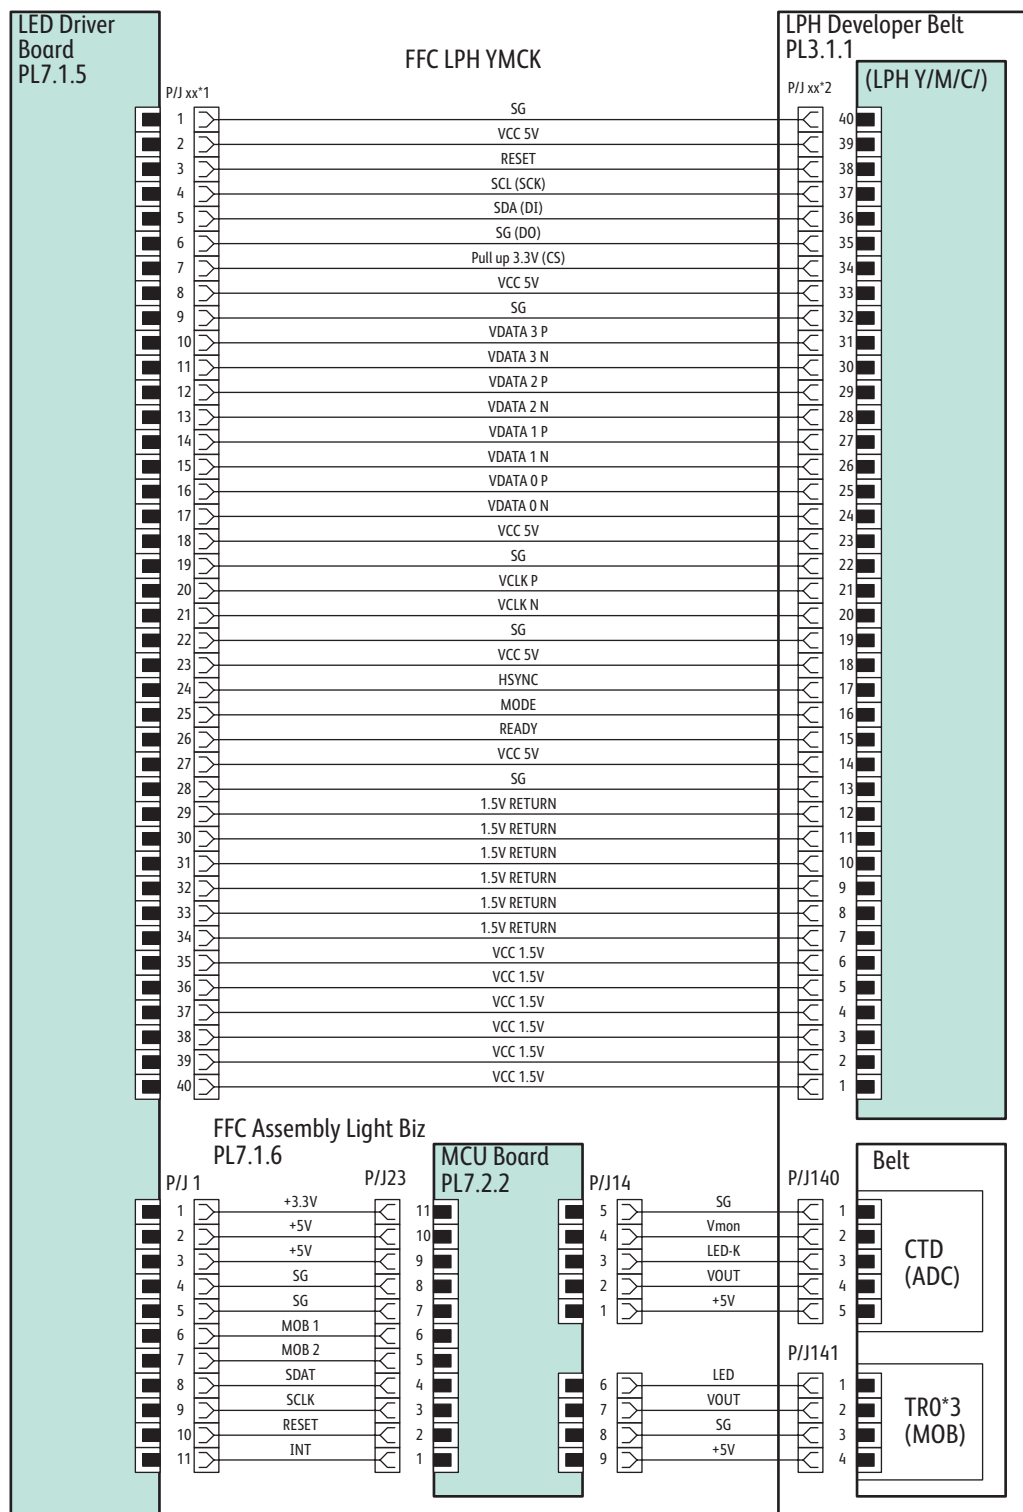 LED Driver
Board
PL7.1.5
FFC LPH YMCK
LPH Developer Belt
PL3.1.1
(LPH Y/M/C/)
P/J xx*1
P/J xx*2
1 SG 40
2 VCC 5V 39
3 RESET 38
4 SCL (SCK) 37
5 SDA (DI) 36
6 SG (DO) 35
7 Pull up 3.3V (CS) 34
8 VCC 5V 33
9 SG 32
10 VDATA 3 P 31
11 VDATA 3 N 30
12 VDATA 2 P 29
13 VDATA 2 N 28
14 VDATA 1 P 27
15 VDATA 1 N 26
16 VDATA 0 P 25
17 VDATA 0 N 24
18 VCC 5V 23
19 SG 22
20 VCLK P 21
21 VCLK N 20
22 SG 19
23 VCC 5V 18
24 HSYNC 17
25 MODE 16
26 READY 15
27 VCC 5V 14
28 SG 13
29 1.5V RETURN 12
30 1.5V RETURN 11
31 1.5V RETURN 10
32 1.5V RETURN 9
33 1.5V RETURN 8
34 1.5V RETURN 7
35 VCC 1.5V 6
36 VCC 1.5V 5
37 VCC 1.5V 4
38 VCC 1.5V 3
39 VCC 1.5V 2
40 VCC 1.5V 1
FFC Assembly Light Biz
PL7.1.6
P/J 1
P/J23
MCU Board
PL7.2.2
1 +3.3V 11
2 +5V 10
3 +5V 9
4 SG 8
5 SG 7
6 MOB 1 6
7 MOB 2 5
8 SDAT 4
9 SCLK 3
10 RESET 2
11 INT 1
P/J14
P/J140
Belt
5 SG 1
4 Vmon 2
3 LED-K 3
2 VOUT 4
1 +5V 5
CTD
(ADC)
P/J141
6 LED 1
7 VOUT 2
8 SG 3
9 +5V 4
TR0*3
(MOB)